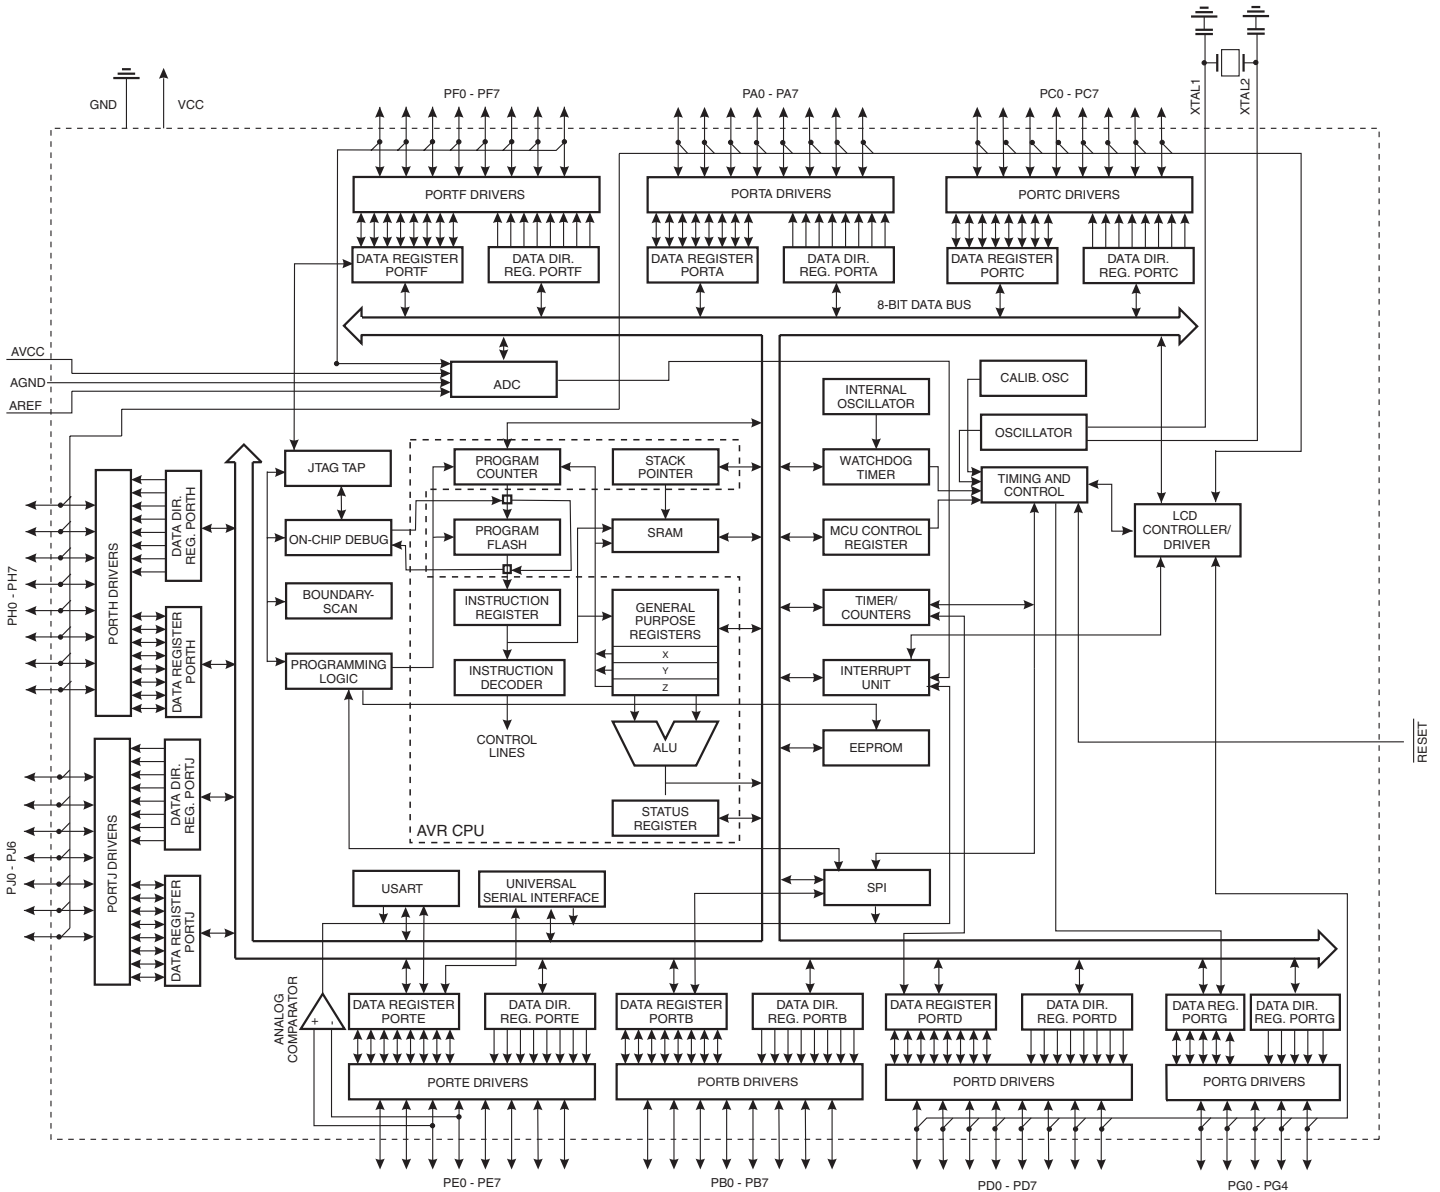 XTAL1
XTAL2
GND
VCC
PF0 - PF7
PA0 - PA7
PC0 - PC7
PORTF DRIVERS
PORTA DRIVERS
PORTC DRIVERS
DATA REGISTER
PORTF
DATA DIR.
REG. PORTF
DATA REGISTER
PORTA
DATA DIR.
REG. PORTA
DATA REGISTER
PORTC
DATA DIR.
REG. PORTC
8-BIT DATA BUS
AVCC
AGND
AREF
ADC
INTERNAL
OSCILLATOR
CALIB. OSC
OSCILLATOR
JTAG TAP
PROGRAM
COUNTER
STACK
POINTER
WATCHDOG
TIMER
TIMING AND
CONTROL
LCD
CONTROLLER/
DRIVER
ON-CHIP DEBUG
PROGRAM
FLASH
SRAM
MCU CONTROL
REGISTER
BOUNDARY-
SCAN
INSTRUCTION
REGISTER
GENERAL
PURPOSE
REGISTERS
X
Y
Z
TIMER/
COUNTERS
PROGRAMMING
LOGIC
INSTRUCTION
DECODER
INTERRUPT
UNIT
CONTROL
LINES
ALU
EEPROM
RESET
STATUS
REGISTER
AVR CPU
PH0 - PH7
PORTH DRIVERS
DATA DIR.
REG. PORTH
DATA REGISTER
PORTH
PJ0 - PJ6
PORTJ DRIVERS
DATA DIR.
REG. PORTJ
DATA REGISTER
PORTJ
USART
UNIVERSAL
SERIAL INTERFACE
SPI
ANALOG
COMPARATOR
+
-
DATA REGISTER
PORTE
DATA DIR.
REG. PORTE
DATA REGISTER
PORTB
DATA DIR.
REG. PORTB
DATA REGISTER
PORTD
DATA DIR.
REG. PORTD
DATA REG.
PORTG
DATA DIR.
REG. PORTG
PORTE DRIVERS
PORTB DRIVERS
PORTD DRIVERS
PORTG DRIVERS
PE0 - PE7
PB0 - PB7
PD0 - PD7
PG0 - PG4